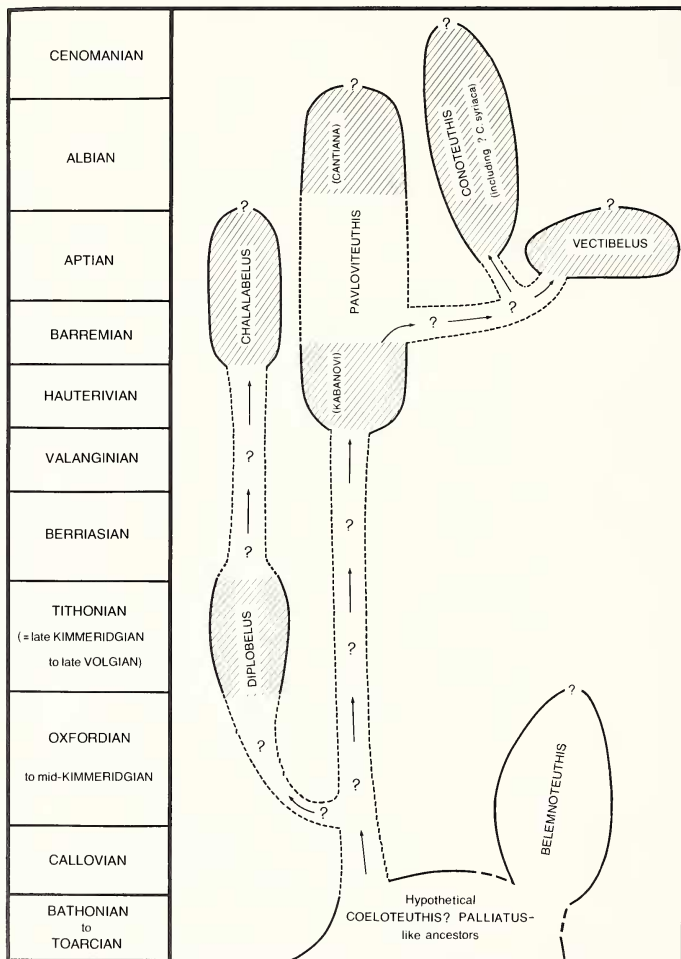 CENOMANIAN
ALBIAN
APTIAN
BARREMIAN
HAUTERIVIAN
VALANGINIAN
BERRIASIAN
TITHONIAN
(= late KIMMERIDGIAN
to late VOLGIAN)
OXFORDIAN
to mid-KIMMERIDGIAN
CALLOVIAN
BATHONIAN
to
TOARCIAN
?
?
?
?
(CANTIANA)
PAVLOVITEUTHIS
(KABANOVI)
CONOTEUTHIS
(including ? C. syriaca)
VECTIBELUS
CHALALABELUS
?
?
?
?
?
?
?
DIPLOBELUS
?
?
?
?
BELEMNOTEUTHIS
Hypothetical
COELOTEUTHIS? PALLIATUS-
like ancestors